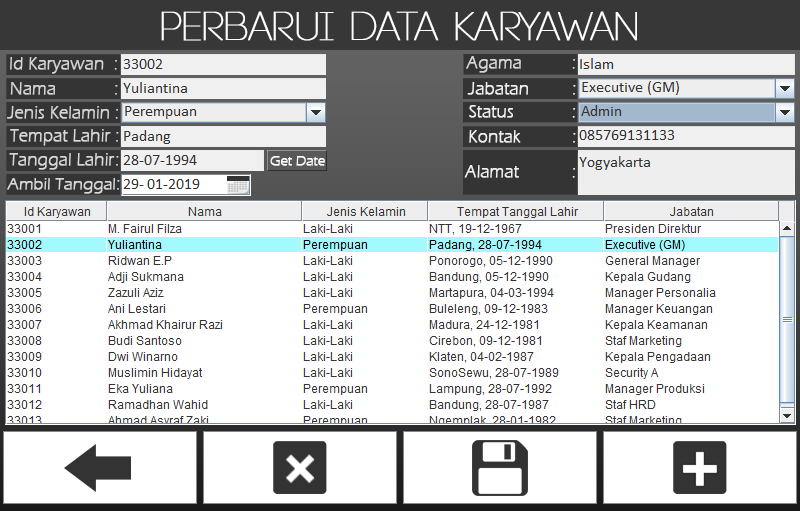 PERBARUI DATA KARYAWAN
Id Karyawan : 33002
Nama : Yuliantina
Jenis Kelamin : Perempuan
Tempat Lahir : Padang
Tanggal Lahir: 28-07-1994 Get Date
Ambil Tanggal: 29-01-2019
Agama : Islam
Jabatan : Executive (GM)
Status : Admin
Kontak : 085769131133
Alamat : Yogyakarta
Id Karyawan Nama Jenis Kelamin Tempat Tanggal Lahir Jabatan
33001 M. Fairul Filza Laki-Laki NTT, 19-12-1967 Presiden Direktur
33002 Yuliantina Perempuan Padang, 28-07-1994 Executive (GM)
33003 Ridwan E.P Laki-Laki Ponorogo, 05-12-1990 General Manager
33004 Adji Sukmana Laki-Laki Bandung, 05-12-1990 Kepala Gudang
33005 Zazuli Aziz Laki-Laki Martapura, 04-03-1994 Manager Personalia
33006 Ani Lestari Perempuan Buleleng, 09-12-1983 Manager Keuangan
33007 Akhmad Khairur Razi Laki-Laki Madura, 24-12-1981 Kepala Keamanan
33008 Budi Santoso Laki-Laki Cirebon, 09-12-1981 Staf Marketing
33009 Dwi Winarno Laki-Laki Klaten, 04-02-1987 Kepala Pengadaan
33010 Muslimin Hidayat Laki-Laki SonoSewu, 28-07-1989 Security A
33011 Eka Yuliana Perempuan Lampung, 28-07-1992 Manager Produksi
33012 Ramadhan Wahid Laki-Laki Bandung, 28-07-1987 Staf HRD
33013 Ahmad Asyraf Zaki Perempuan Ngemplak, 28-01-1982 Staf Marketing